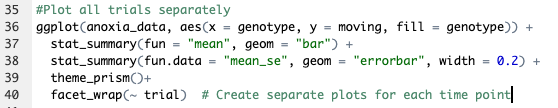 35 #Plot all trials separately
36 ggplot(anoxia_data, aes(x = genotype, y = moving, fill = genotype)) +
37 stat_summary(fun = "mean", geom = "bar") +
38 stat_summary(fun.data = "mean_se", geom = "errorbar", width = 0.2) +
39 theme_prism()+
40 facet_wrap(~ trial)  # Create separate plots for each time point